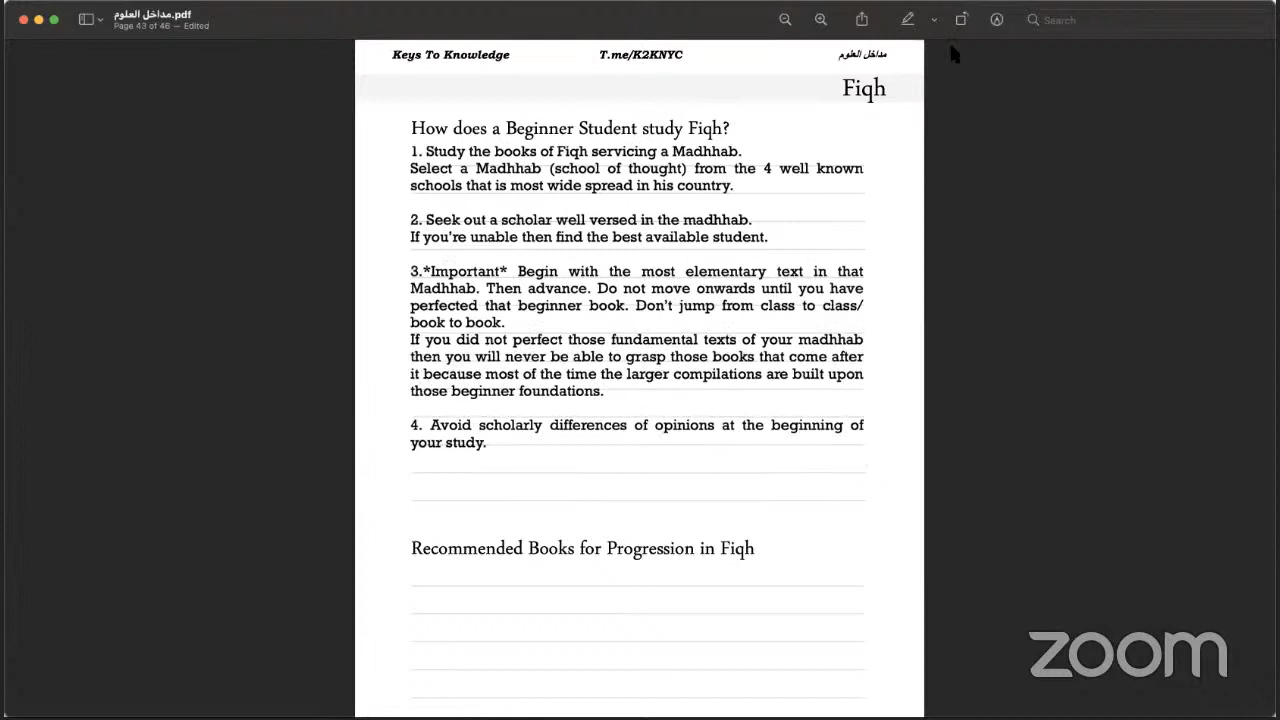 مداخل العلوم.pdf
Page 43 of 46 — Edited
Search
Keys To Knowledge T.me/K2KNYC مداخل العلوم
Fiqh
How does a Beginner Student study Fiqh?
1. Study the books of Fiqh servicing a Madhhab.
Select a Madhhab (school of thought) from the 4 well known
schools that is most wide spread in his country.
2. Seek out a scholar well versed in the madhhab.
If you're unable then find the best available student.
3.*Important* Begin with the most elementary text in that
Madhhab. Then advance. Do not move onwards until you have
perfected that beginner book. Don't jump from class to class/
book to book.
If you did not perfect those fundamental texts of your madhhab
then you will never be able to grasp those books that come after
it because most of the time the larger compilations are built upon
those beginner foundations.
4. Avoid scholarly differences of opinions at the beginning of
your study.
Recommended Books for Progression in Fiqh
zoom